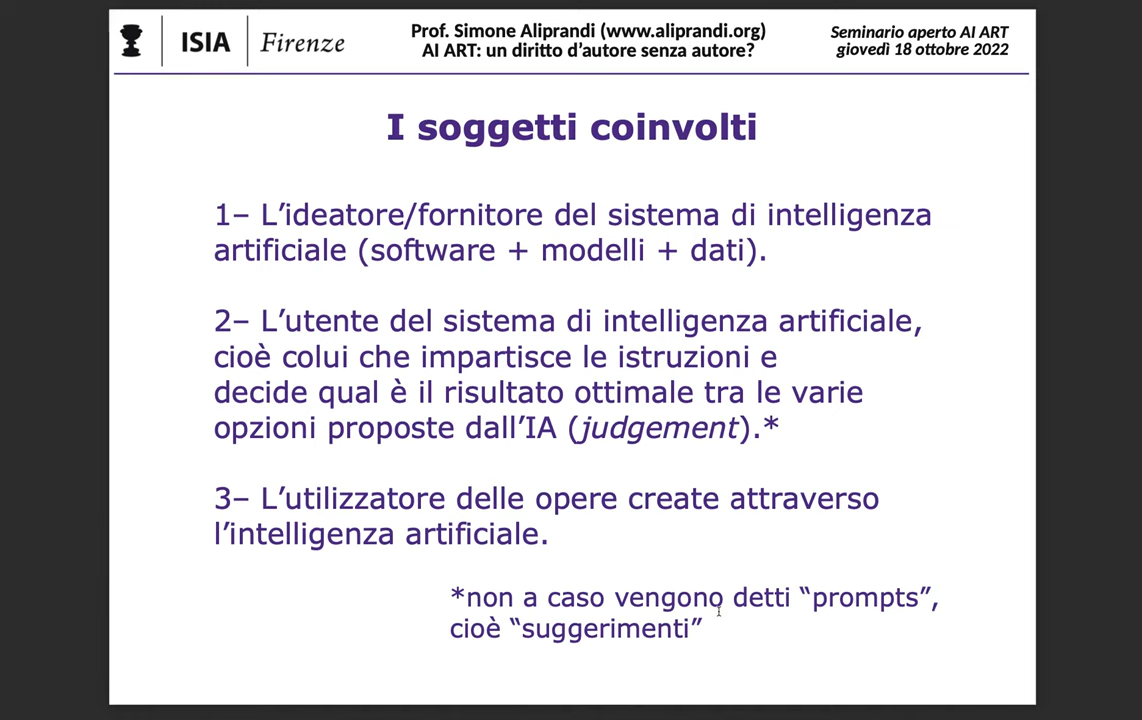 ISIA Firenze
Prof. Simone Aliprandi (www.aliprandi.org)
AI ART: un diritto d’autore senza autore?
Seminario aperto AI ART
giovedì 18 ottobre 2022
I soggetti coinvolti
1– L’ideatore/fornitore del sistema di intelligenza
artificiale (software + modelli + dati).
2– L’utente del sistema di intelligenza artificiale,
cioè colui che impartisce le istruzioni e
decide qual è il risultato ottimale tra le varie
opzioni proposte dall’IA (judgement).*
3– L’utilizzatore delle opere create attraverso
l’intelligenza artificiale.
*non a caso vengono detti “prompts”,
cioè “suggerimenti”